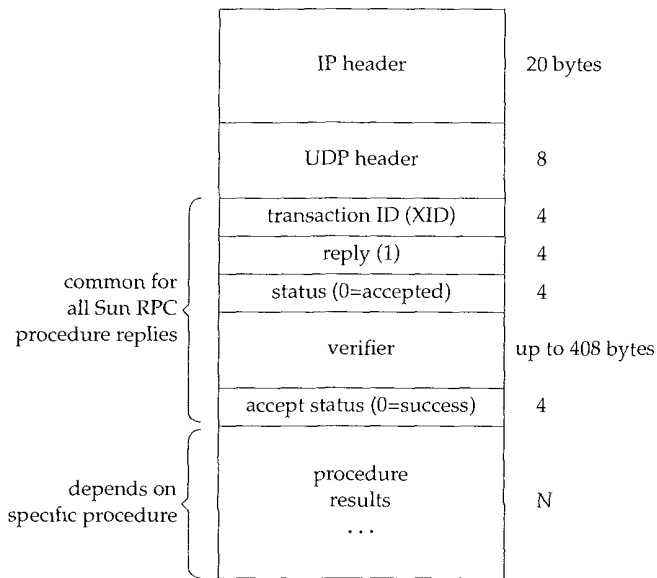 IP header
20 bytes
UDP header
8
transaction ID (XID)
4
reply (1)
4
status (0=accepted)
4
common for
all Sun RPC
procedure replies
verifier
up to 408 bytes
accept status (0=success)
4
depends on
specific procedure
procedure
results
...
N